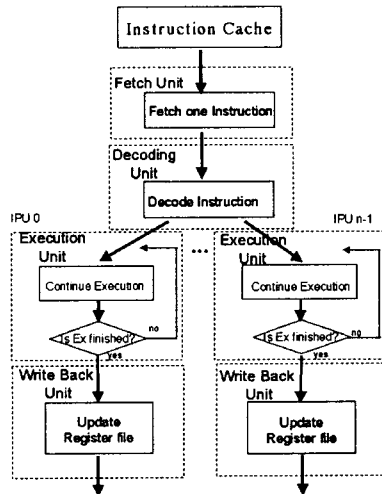 Instruction Cache
Fetch Unit
Fetch one Instruction
Decoding
Unit
Decode Instruction
IPU 0
IPU n-1
Execution
Unit
Continue Execution
Is Ex finished?
no
yes
Write Back
Unit
Update
Register file
...
Execution
Unit
Continue Execution
Is Ex finished?
no
yes
Write Back
Unit
Update
Register file